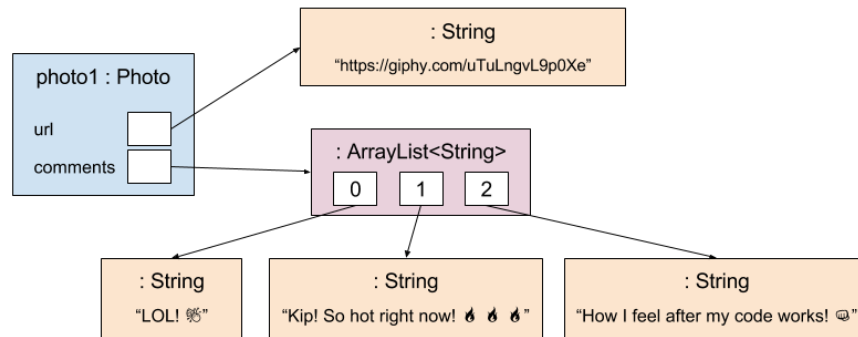 : String
“https://giphy.com/uTuLngvL9p0Xe”
photo1 : Photo
url
comments
: ArrayList<String>
0 1 2
: String
“LOL! 👏”
: String
“Kip! So hot right now! 🔥 🔥 🔥”
: String
“How I feel after my code works! 👊”